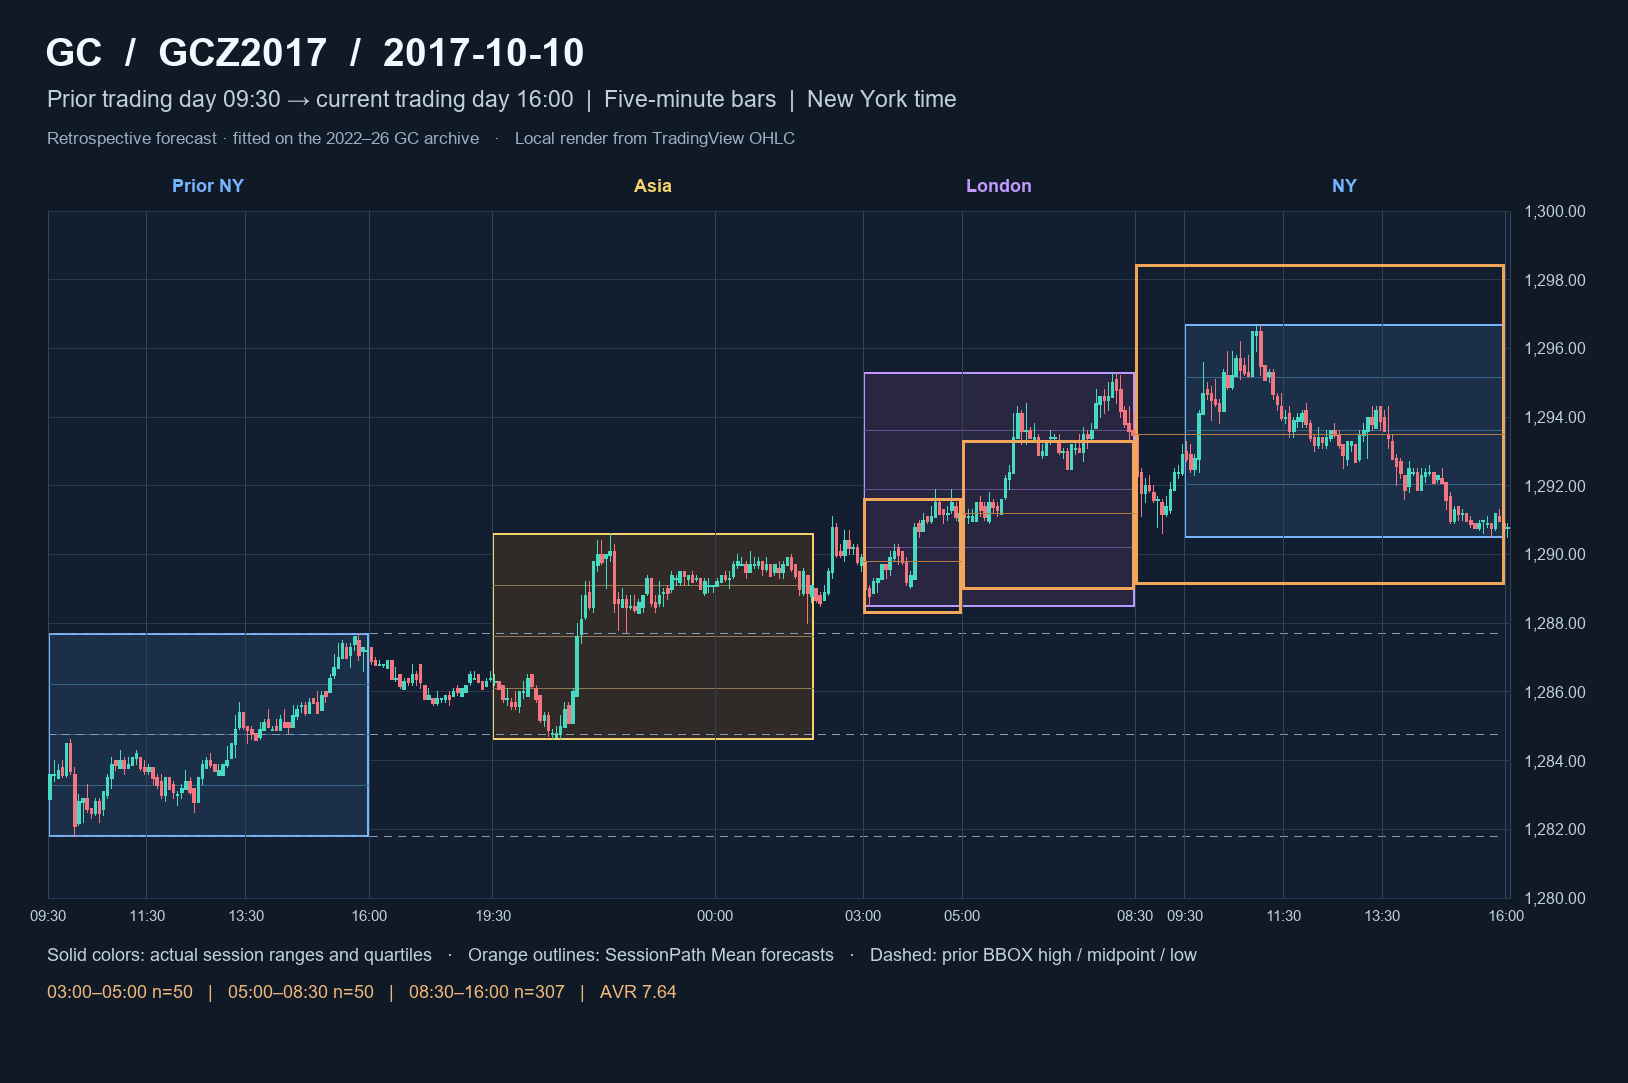 GC / GCZ2017 / 2017-10-10
Prior trading day 09:30 → current trading day 16:00 | Five-minute bars | New York time
Retrospective forecast · fitted on the 2022–26 GC archive · Local render from TradingView OHLC
Prior NY Asia London NY
1,300.00
1,298.00
1,296.00
1,294.00
1,292.00
1,290.00
1,288.00
1,286.00
1,284.00
1,282.00
1,280.00
09:30 11:30 13:30 16:00 19:30 00:00 03:00 05:00 08:30 09:30 11:30 13:30 16:00
Solid colors: actual session ranges and quartiles · Orange outlines: SessionPath Mean forecasts · Dashed: prior BBOX high / midpoint / low
03:00–05:00 n=50 | 05:00–08:30 n=50 | 08:30–16:00 n=307 | AVR 7.64